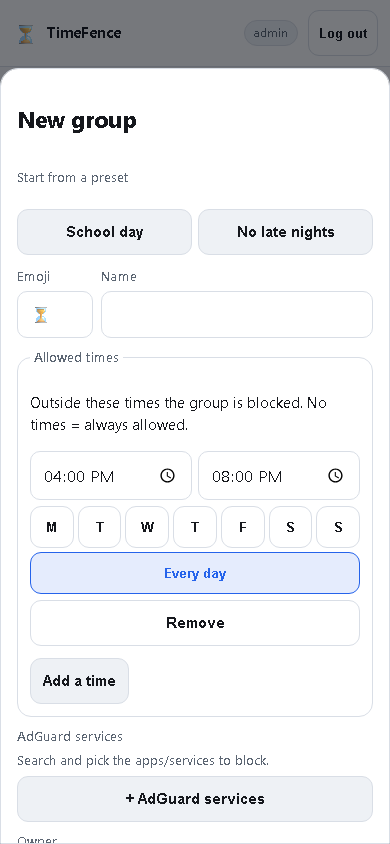 TimeFence
admin
Log out
New group
Start from a preset
School day
No late nights
Emoji
Name
Allowed times
Outside these times the group is blocked. No
times = always allowed.
04:00 PM
08:00 PM
M
T
W
T
F
S
S
Every day
Remove
Add a time
AdGuard services
Search and pick the apps/services to block.
+ AdGuard services
Owner